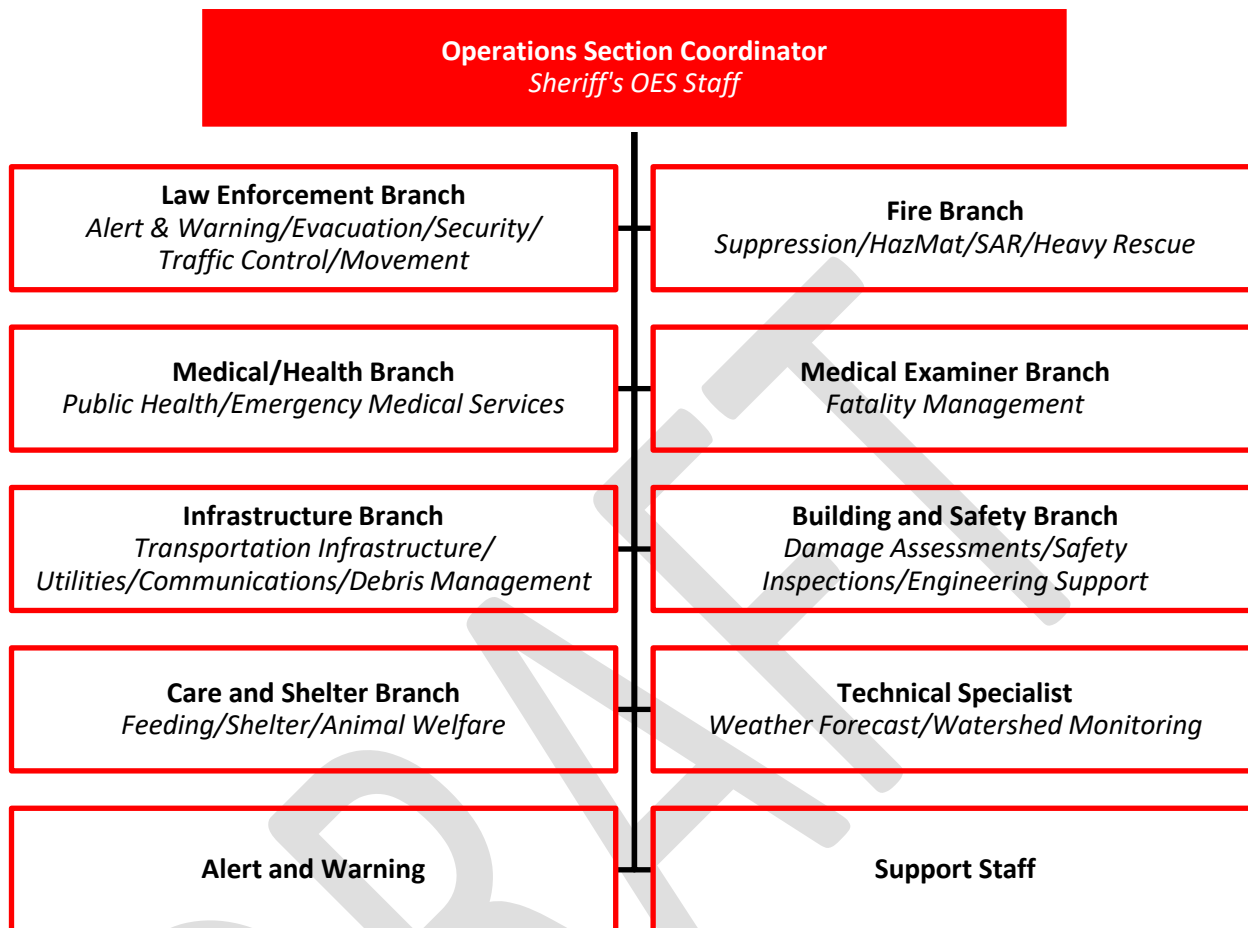 Operations Section Coordinator
Sheriff's OES Staff
Law Enforcement Branch
Alert & Warning/Evacuation/Security/
Traffic Control/Movement
Fire Branch
Suppression/HazMat/SAR/Heavy Rescue
Medical/Health Branch
Public Health/Emergency Medical Services
Medical Examiner Branch
Fatality Management
Infrastructure Branch
Transportation Infrastructure/
Utilities/Communications/Debris Management
Building and Safety Branch
Damage Assessments/Safety
Inspections/Engineering Support
Care and Shelter Branch
Feeding/Shelter/Animal Welfare
Technical Specialist
Weather Forecast/Watershed Monitoring
Alert and Warning
Support Staff
DRAFT